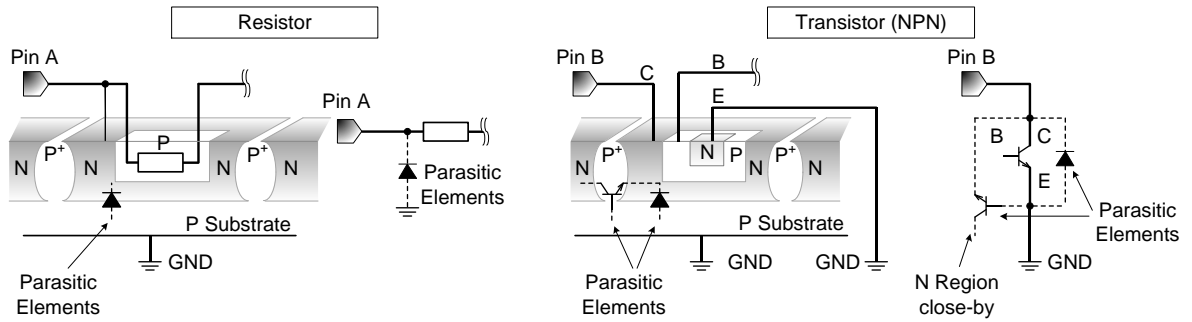 Resistor
Transistor (NPN)
Pin A
Pin A
N
P+
N
P
N
P+
N
Parasitic
Elements
P Substrate
GND
Parasitic
Elements
Pin B
C
B
E
N
P+
N
N
P
N
P+
N
P Substrate
GND
GND
Parasitic
Elements
Pin B
B
C
E
Parasitic
Elements
GND
N Region
close-by